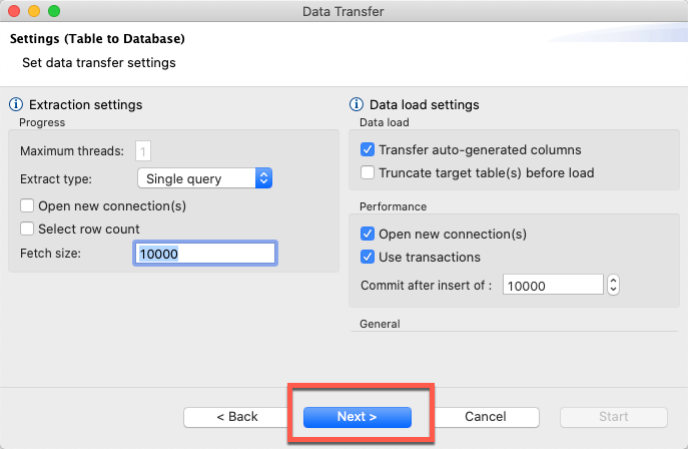 Data Transfer
Settings (Table to Database)
Set data transfer settings
Extraction settings
Progress
Maximum threads: 1
Extract type: Single query
Open new connection(s)
Select row count
Fetch size: 10000
Data load settings
Data load
Transfer auto-generated columns
Truncate target table(s) before load
Performance
Open new connection(s)
Use transactions
Commit after insert of : 10000
General
< Back
Next >
Cancel
Start